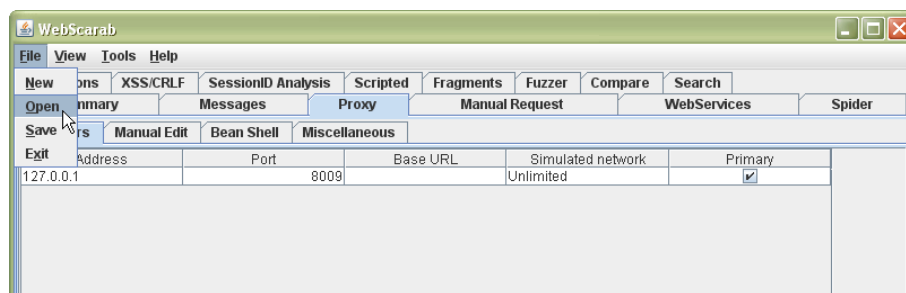 WebScarab
File View Tools Help
New ons XSS/CRLF SessionID Analysis Scripted Fragments Fuzzer Compare Search
Open nmary Messages Proxy Manual Request WebServices Spider
Save rs Manual Edit Bean Shell Miscellaneous
Exit Address Port Base URL Simulated network Primary
127.0.0.1 8009 Unlimited